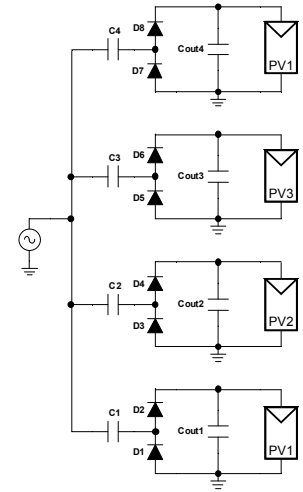 D8
C4
D7
Cout4
PV1
D6
C3
D5
Cout3
PV3
D4
C2
D3
Cout2
PV2
D2
C1
D1
Cout1
PV1